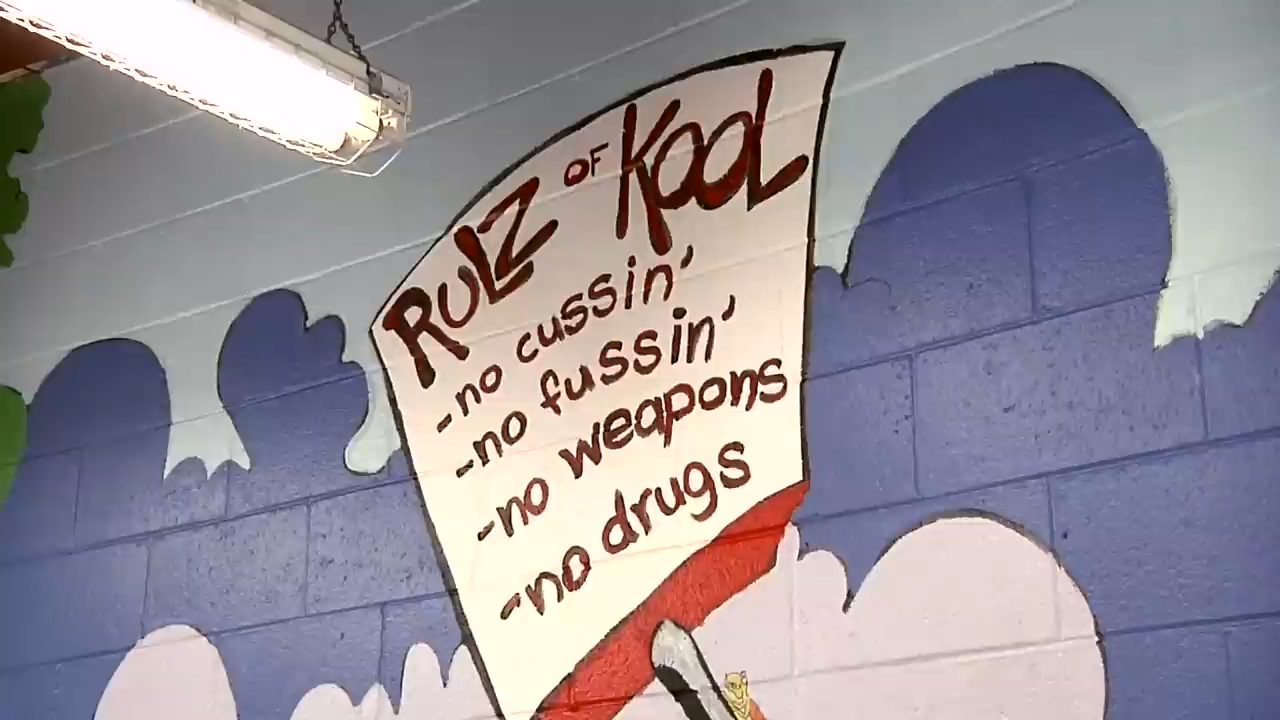 RULZ OF KOOL
-no cussin'
-no fussin'
-no weapons
-no drugs